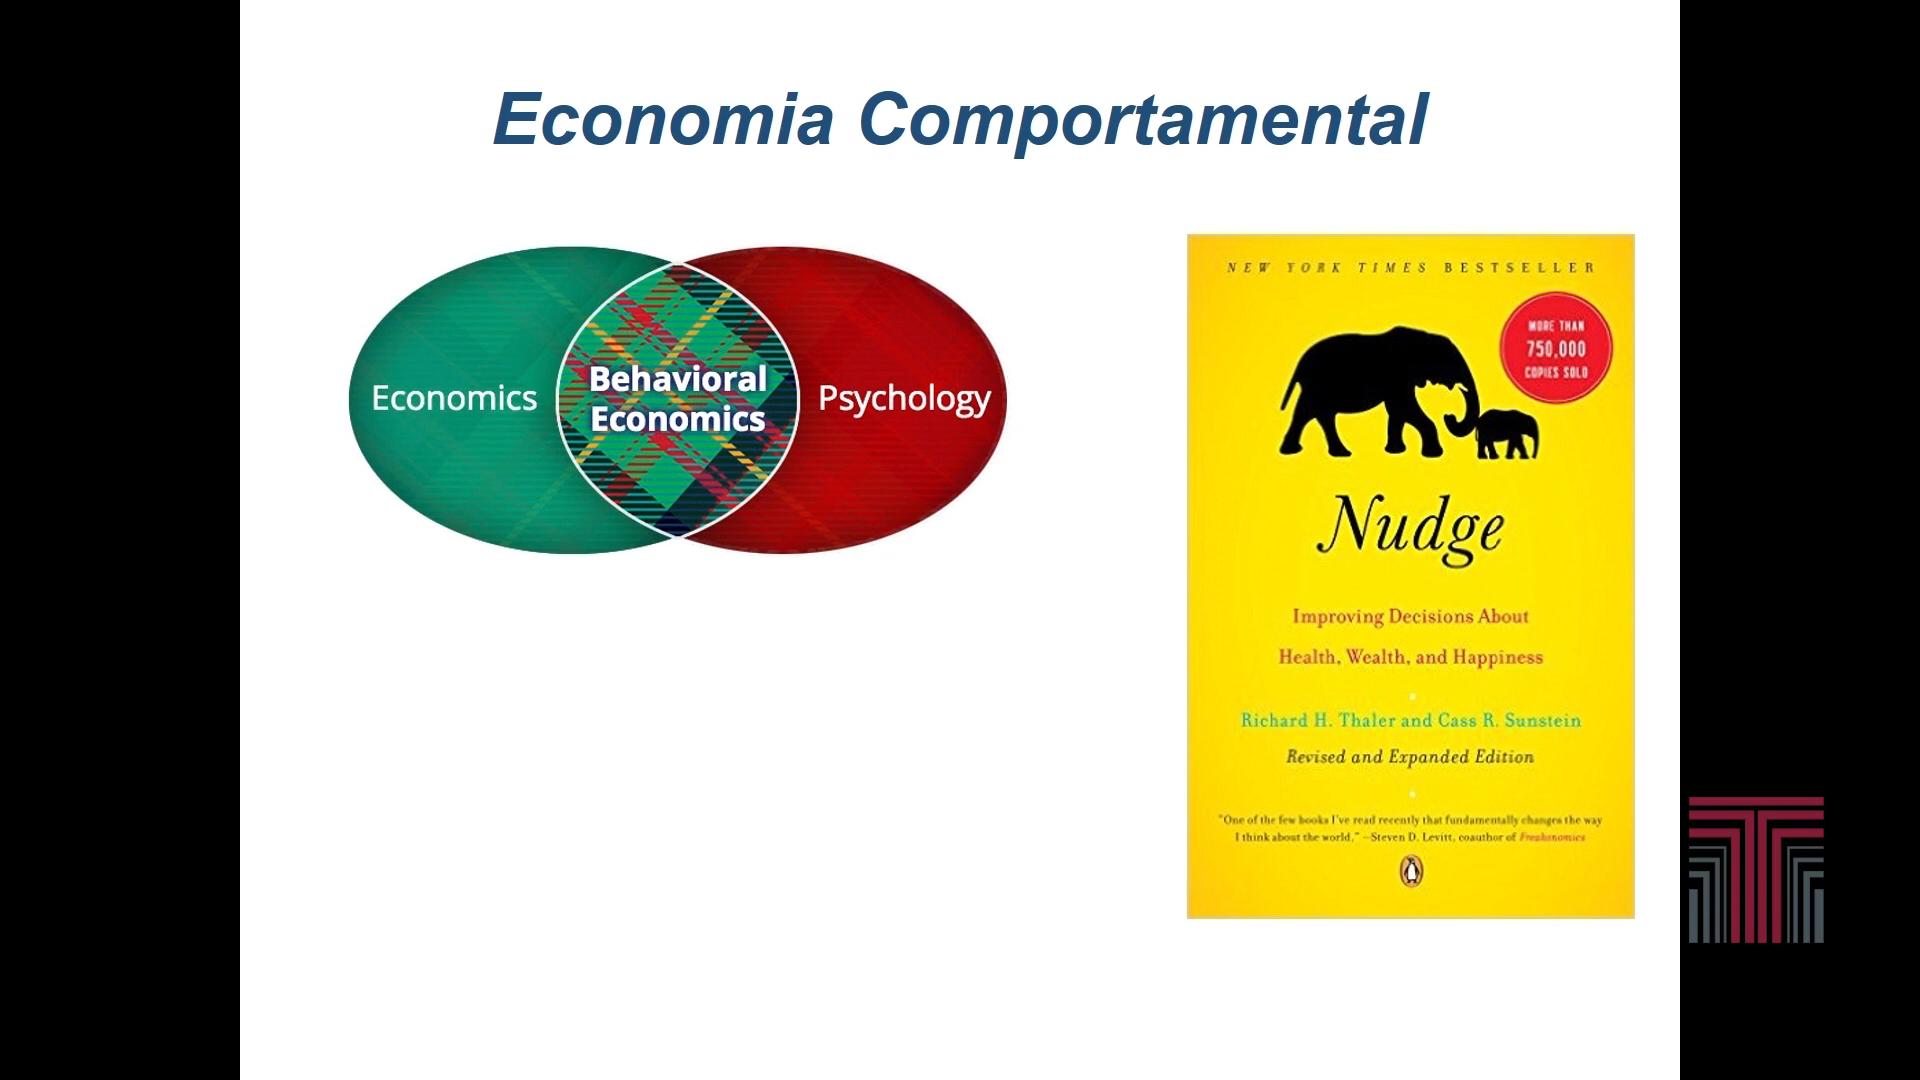 Economia Comportamental
Economics
Behavioral
Economics
Psychology
NEW YORK TIMES BESTSELLER
MORE THAN
750,000
COPIES SOLD
Nudge
Improving Decisions About
Health, Wealth, and Happiness
Richard H. Thaler and Cass R. Sunstein
Revised and Expanded Edition
"One of the few books I've read recently that fundamentally changes the way
I think about the world." —Steven D. Levitt, coauthor of Freakonomics